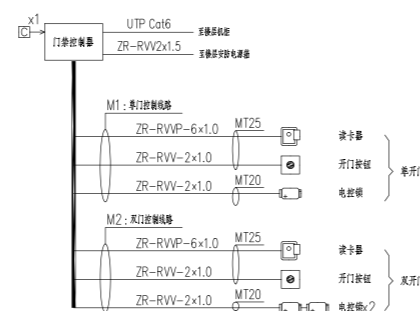 x1
C
门禁控制器
UTP Cat6
至楼层机柜
ZR-RVV2x1.5
至楼层安防电源箱
M1：单门控制线路
ZR-RVVP-6×1.0
MT25
读卡器
ZR-RVV-2×1.0
开门按钮
单开门
ZR-RVV-2×1.0
MT20
电控锁
M2：双门控制线路
ZR-RVVP-6×1.0
MT25
读卡器
ZR-RVV-2×1.0
开门按钮
双开门
ZR-RVV-2×1.0
MT20
电控锁x2